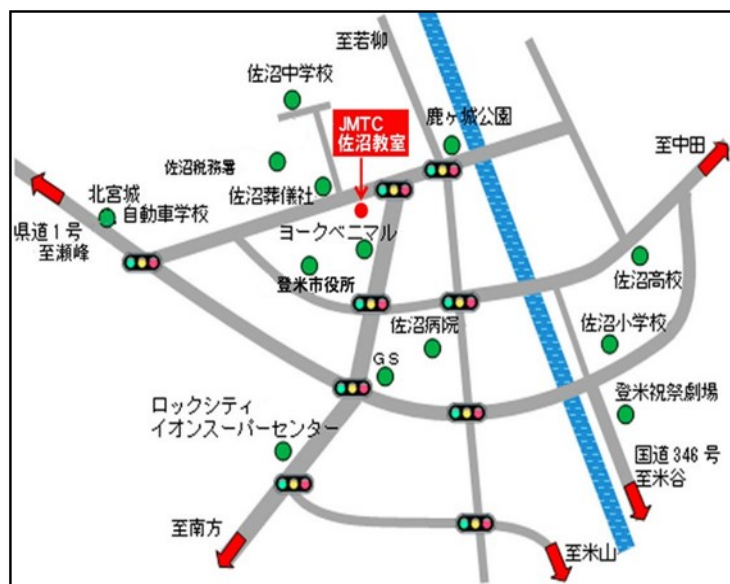 至若柳
佐沼中学校
JMTC
佐沼教室
鹿ヶ城公園
至中田
佐沼税務署
佐沼葬儀社
北宮城
自動車学校
県道1号
至瀬峰
ヨークベニマル
登米市役所
佐沼高校
佐沼病院
佐沼小学校
GS
ロックシティ
イオンスーパーセンター
登米祝祭劇場
国道346号
至米谷
至南方
至米山